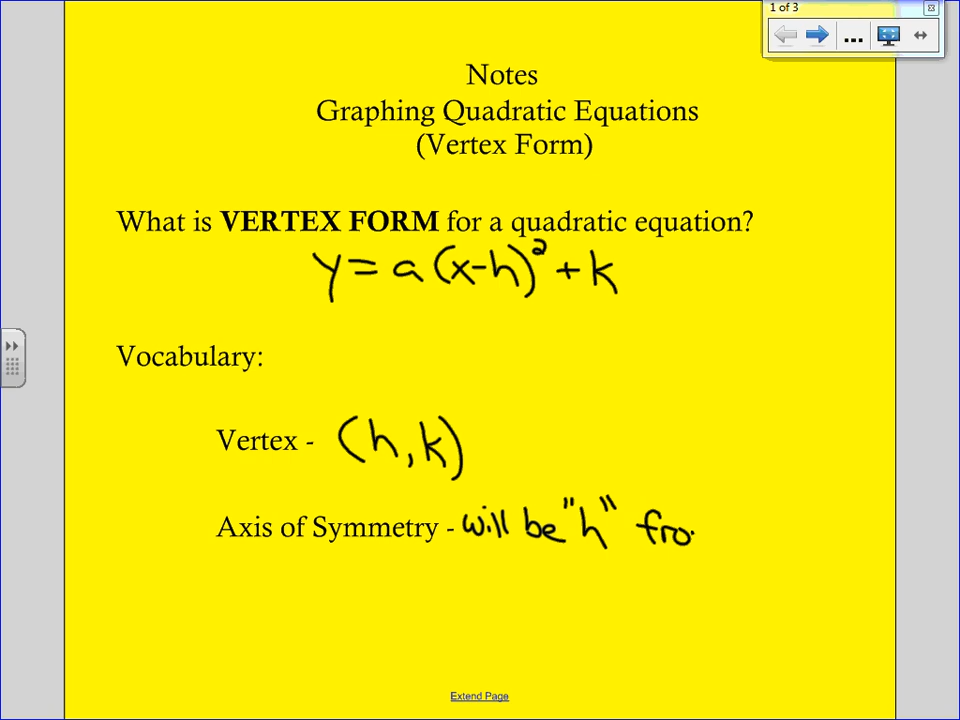 1 of 3
Notes
Graphing Quadratic Equations
(Vertex Form)
What is VERTEX FORM for a quadratic equation?
y = a(x-h)² + k
Vocabulary:
Vertex - (h,k)
Axis of Symmetry - will be "h" fro
Extend Page